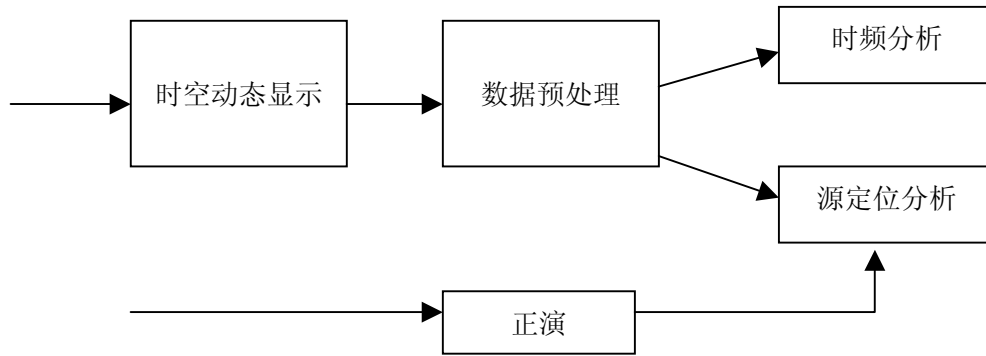 时空动态显示
数据预处理
时频分析
源定位分析
正演